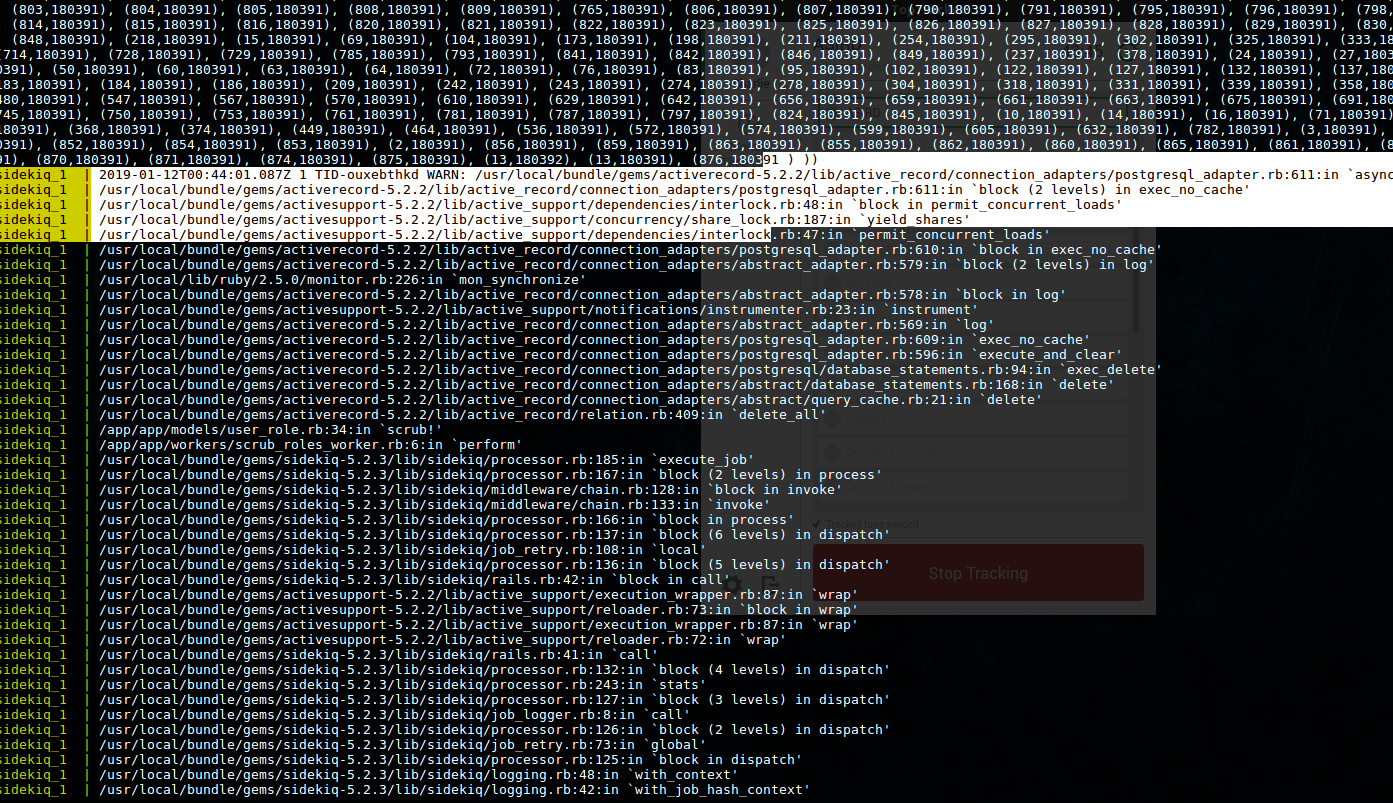 (803,180391), (804,180391), (805,180391), (808,180391), (809,180391), (765,180391), (806,180391), (807,180391), (790,180391), (791,180391), (795,180391), (796,180391), (798,
(814,180391), (815,180391), (816,180391), (820,180391), (821,180391), (822,180391), (823,180391), (825,180391), (826,180391), (827,180391), (828,180391), (829,180391), (830,
(848,180391), (218,180391), (15,180391), (69,180391), (104,180391), (173,180391), (198,180391), (211,180391), (254,180391), (295,180391), (302,180391), (325,180391), (333,18
(714,180391), (728,180391), (729,180391), (785,180391), (793,180391), (841,180391), (842,180391), (846,180391), (849,180391), (237,180391), (378,180391), (24,180391), (27,180
0391), (50,180391), (60,180391), (63,180391), (64,180391), (72,180391), (76,180391), (83,180391), (95,180391), (102,180391), (122,180391), (127,180391), (132,180391), (137,18
183,180391), (184,180391), (186,180391), (209,180391), (242,180391), (243,180391), (274,180391), (278,180391), (304,180391), (318,180391), (331,180391), (339,180391), (358,18
480,180391), (547,180391), (567,180391), (570,180391), (610,180391), (629,180391), (642,180391), (656,180391), (659,180391), (661,180391), (663,180391), (675,180391), (691,18
745,180391), (750,180391), (753,180391), (761,180391), (781,180391), (787,180391), (797,180391), (824,180391), (845,180391), (10,180391), (14,180391), (16,180391), (71,180391
), (368,180391), (374,180391), (449,180391), (464,180391), (536,180391), (572,180391), (574,180391), (599,180391), (605,180391), (632,180391), (782,180391), (3,180391),
(852,180391), (854,180391), (853,180391), (2,180391), (856,180391), (859,180391), (863,180391), (855,180391), (862,180391), (860,180391), (865,180391), (861,180391),
91), (870,180391), (871,180391), (874,180391), (875,180391), (13,180392), (13,180391), (876,180391 ) ))
sidekiq_1 | 2019-01-12T00:44:01.087Z 1 TID-ouxebthkd WARN: /usr/local/bundle/gems/activerecord-5.2.2/lib/active_record/connection_adapters/postgresql_adapter.rb:611:in `async
sidekiq_1 | /usr/local/bundle/gems/activerecord-5.2.2/lib/active_record/connection_adapters/postgresql_adapter.rb:611:in `block (2 levels) in exec_no_cache'
sidekiq_1 | /usr/local/bundle/gems/activesupport-5.2.2/lib/active_support/dependencies/interlock.rb:48:in `block in permit_concurrent_loads'
sidekiq_1 | /usr/local/bundle/gems/activesupport-5.2.2/lib/active_support/concurrency/share_lock.rb:187:in `yield_shares'
sidekiq_1 | /usr/local/bundle/gems/activesupport-5.2.2/lib/active_support/dependencies/interlock.rb:47:in `permit_concurrent_loads'
sidekiq_1 | /usr/local/bundle/gems/activerecord-5.2.2/lib/active_record/connection_adapters/postgresql_adapter.rb:610:in `block in exec_no_cache'
sidekiq_1 | /usr/local/bundle/gems/activerecord-5.2.2/lib/active_record/connection_adapters/abstract_adapter.rb:579:in `block (2 levels) in log'
sidekiq_1 | /usr/local/lib/ruby/2.5.0/monitor.rb:226:in `mon_synchronize'
sidekiq_1 | /usr/local/bundle/gems/activerecord-5.2.2/lib/active_record/connection_adapters/abstract_adapter.rb:578:in `block in log'
sidekiq_1 | /usr/local/bundle/gems/activesupport-5.2.2/lib/active_support/notifications/instrumenter.rb:23:in `instrument'
sidekiq_1 | /usr/local/bundle/gems/activerecord-5.2.2/lib/active_record/connection_adapters/abstract_adapter.rb:569:in `log'
sidekiq_1 | /usr/local/bundle/gems/activerecord-5.2.2/lib/active_record/connection_adapters/postgresql_adapter.rb:609:in `exec_no_cache'
sidekiq_1 | /usr/local/bundle/gems/activerecord-5.2.2/lib/active_record/connection_adapters/postgresql_adapter.rb:596:in `execute_and_clear'
sidekiq_1 | /usr/local/bundle/gems/activerecord-5.2.2/lib/active_record/connection_adapters/postgresql/database_statements.rb:94:in `exec_delete'
sidekiq_1 | /usr/local/bundle/gems/activerecord-5.2.2/lib/active_record/connection_adapters/abstract/database_statements.rb:168:in `delete'
sidekiq_1 | /usr/local/bundle/gems/activerecord-5.2.2/lib/active_record/connection_adapters/abstract/query_cache.rb:21:in `delete'
sidekiq_1 | /usr/local/bundle/gems/activerecord-5.2.2/lib/active_record/relation.rb:409:in `delete_all'
sidekiq_1 | /app/app/models/user_role.rb:34:in `scrub!'
sidekiq_1 | /app/app/workers/scrub_roles_worker.rb:6:in `perform'
sidekiq_1 | /usr/local/bundle/gems/sidekiq-5.2.3/lib/sidekiq/processor.rb:185:in `execute_job'
sidekiq_1 | /usr/local/bundle/gems/sidekiq-5.2.3/lib/sidekiq/processor.rb:167:in `block (2 levels) in process'
sidekiq_1 | /usr/local/bundle/gems/sidekiq-5.2.3/lib/sidekiq/middleware/chain.rb:128:in `block in invoke'
sidekiq_1 | /usr/local/bundle/gems/sidekiq-5.2.3/lib/sidekiq/middleware/chain.rb:133:in `invoke'
sidekiq_1 | /usr/local/bundle/gems/sidekiq-5.2.3/lib/sidekiq/processor.rb:166:in `block in process'
Tracked time synced
sidekiq_1 | /usr/local/bundle/gems/sidekiq-5.2.3/lib/sidekiq/processor.rb:137:in `block (6 levels) in dispatch'
sidekiq_1 | /usr/local/bundle/gems/sidekiq-5.2.3/lib/sidekiq/job_retry.rb:108:in `local'
sidekiq_1 | /usr/local/bundle/gems/sidekiq-5.2.3/lib/sidekiq/processor.rb:136:in `block (5 levels) in dispatch'
Stop Tracking
sidekiq_1 | /usr/local/bundle/gems/sidekiq-5.2.3/lib/sidekiq/rails.rb:42:in `block in call'
sidekiq_1 | /usr/local/bundle/gems/activesupport-5.2.2/lib/active_support/execution_wrapper.rb:87:in `wrap'
sidekiq_1 | /usr/local/bundle/gems/activesupport-5.2.2/lib/active_support/reloader.rb:73:in `block in wrap'
sidekiq_1 | /usr/local/bundle/gems/activesupport-5.2.2/lib/active_support/execution_wrapper.rb:87:in `wrap'
sidekiq_1 | /usr/local/bundle/gems/activesupport-5.2.2/lib/active_support/reloader.rb:72:in `wrap'
sidekiq_1 | /usr/local/bundle/gems/sidekiq-5.2.3/lib/sidekiq/rails.rb:41:in `call'
sidekiq_1 | /usr/local/bundle/gems/sidekiq-5.2.3/lib/sidekiq/processor.rb:132:in `block (4 levels) in dispatch'
sidekiq_1 | /usr/local/bundle/gems/sidekiq-5.2.3/lib/sidekiq/processor.rb:243:in `stats'
sidekiq_1 | /usr/local/bundle/gems/sidekiq-5.2.3/lib/sidekiq/processor.rb:127:in `block (3 levels) in dispatch'
sidekiq_1 | /usr/local/bundle/gems/sidekiq-5.2.3/lib/sidekiq/job_logger.rb:8:in `call'
sidekiq_1 | /usr/local/bundle/gems/sidekiq-5.2.3/lib/sidekiq/processor.rb:126:in `block (2 levels) in dispatch'
sidekiq_1 | /usr/local/bundle/gems/sidekiq-5.2.3/lib/sidekiq/job_retry.rb:73:in `global'
sidekiq_1 | /usr/local/bundle/gems/sidekiq-5.2.3/lib/sidekiq/processor.rb:125:in `block in dispatch'
sidekiq_1 | /usr/local/bundle/gems/sidekiq-5.2.3/lib/sidekiq/logging.rb:48:in `with_context'
sidekiq_1 | /usr/local/bundle/gems/sidekiq-5.2.3/lib/sidekiq/logging.rb:42:in `with_job_hash_context'